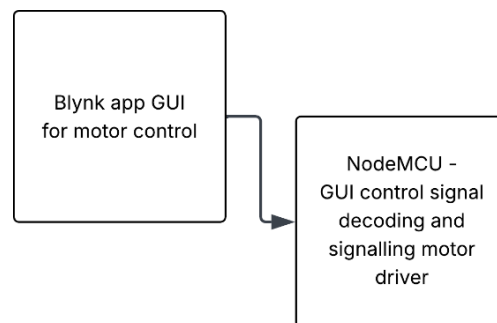 Blynk app GUI
for motor control
NodeMCU -
GUI control signal
decoding and
signalling motor
driver